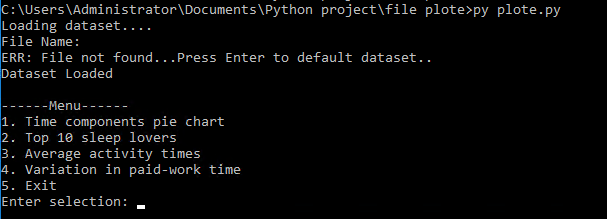 C:\Users\Administrator\Documents\Python project\file plote>py plote.py
Loading dataset....
File Name:
ERR: File not found...Press Enter to default dataset..
Dataset Loaded
------Menu------
1. Time components pie chart
2. Top 10 sleep lovers
3. Average activity times
4. Variation in paid-work time
5. Exit
Enter selection: